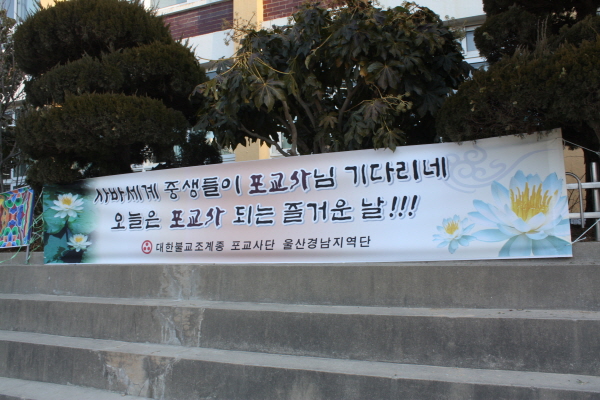 사바세계 중생들이 포교사님 기다리네
오늘은 포교사 되는 즐거운 날!!!
대한불교조계종 포교사단 울산경남지역단